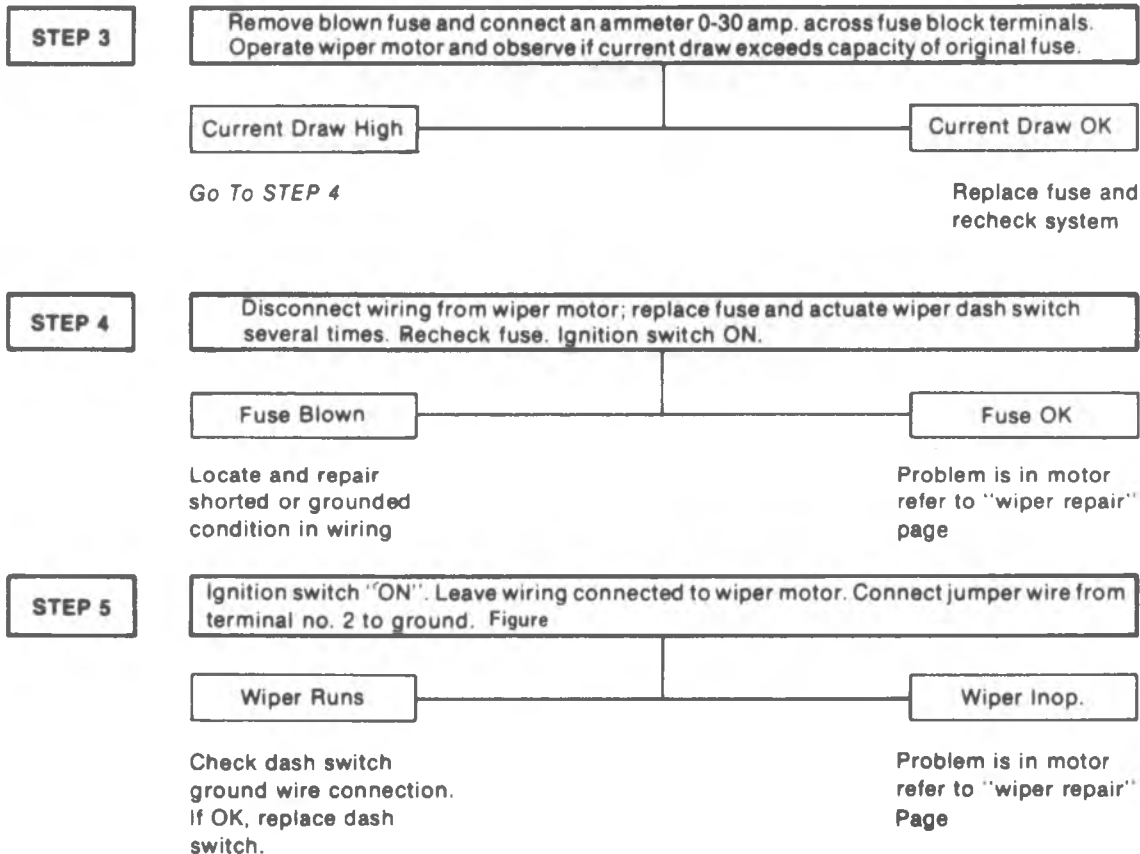 STEP 3
Remove blown fuse and connect an ammeter 0-30 amp. across fuse block terminals.
Operate wiper motor and observe if current draw exceeds capacity of original fuse.
Current Draw High
Current Draw OK
Go To STEP 4
Replace fuse and
recheck system
STEP 4
Disconnect wiring from wiper motor; replace fuse and actuate wiper dash switch
several times. Recheck fuse. Ignition switch ON.
Fuse Blown
Fuse OK
Locate and repair
shorted or grounded
condition in wiring
Problem is in motor
refer to "wiper repair"
page
STEP 5
Ignition switch "ON". Leave wiring connected to wiper motor. Connect jumper wire from
terminal no. 2 to ground. Figure
Wiper Runs
Wiper Inop.
Check dash switch
ground wire connection.
If OK, replace dash
switch.
Problem is in motor
refer to "wiper repair"
Page